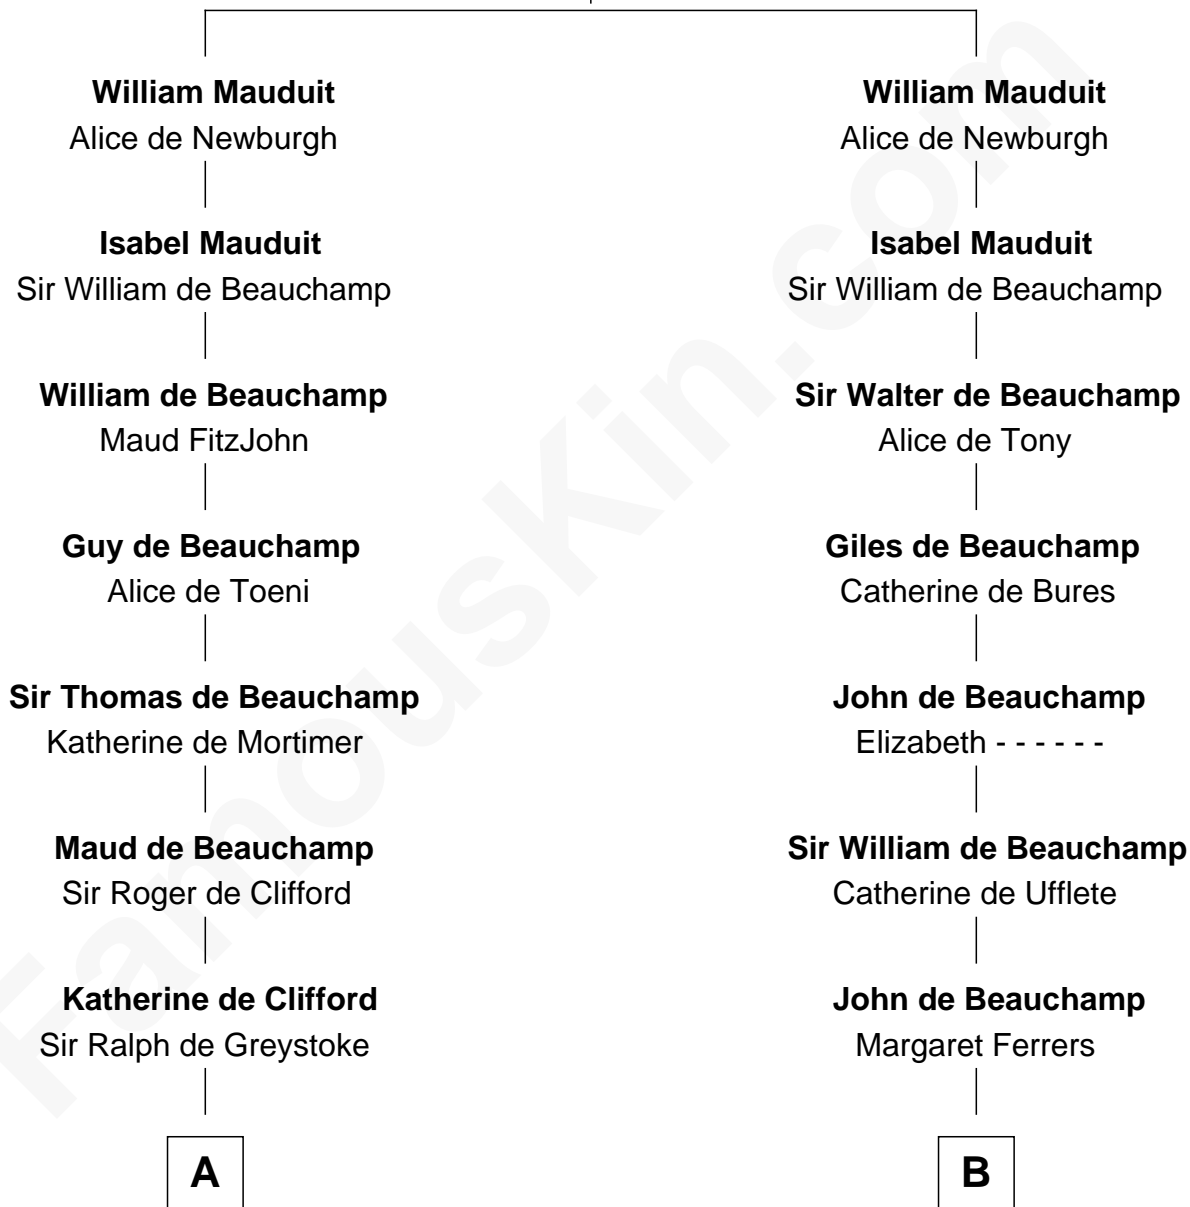 William Mauduit
Alice de Newburgh
Isabel Mauduit
Sir William de Beauchamp
William de Beauchamp
Maud FitzJohn
Guy de Beauchamp
Alice de Toeni
Sir Thomas de Beauchamp
Katherine de Mortimer
Maud de Beauchamp
Sir Roger de Clifford
Katherine de Clifford
Sir Ralph de Greystoke
A
William Mauduit
Alice de Newburgh
Isabel Mauduit
Sir William de Beauchamp
Sir Walter de Beauchamp
Alice de Tony
Giles de Beauchamp
Catherine de Bures
John de Beauchamp
Elizabeth - - - - - -
Sir William de Beauchamp
Catherine de Ufflete
John de Beauchamp
Margaret Ferrers
B
FamousKin.com